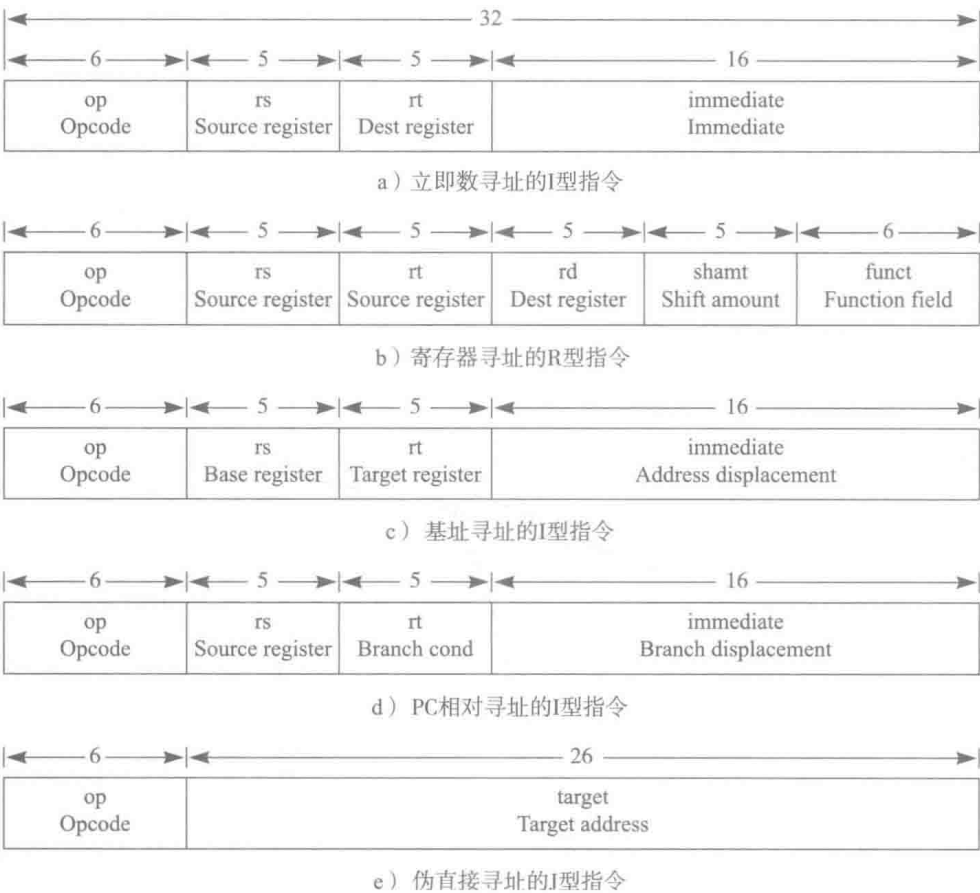 32
6 5 5 16
op rs rt immediate
Opcode Source register Dest register Immediate
a）立即数寻址的I型指令
6 5 5 5 5 6
op rs rt rd shamt funct
Opcode Source register Source register Dest register Shift amount Function field
b）寄存器寻址的R型指令
6 5 5 16
op rs rt immediate
Opcode Base register Target register Address displacement
c）基址寻址的I型指令
6 5 5 16
op rs rt immediate
Opcode Source register Branch cond Branch displacement
d）PC相对寻址的I型指令
6 26
op target
Opcode Target address
e）伪直接寻址的J型指令